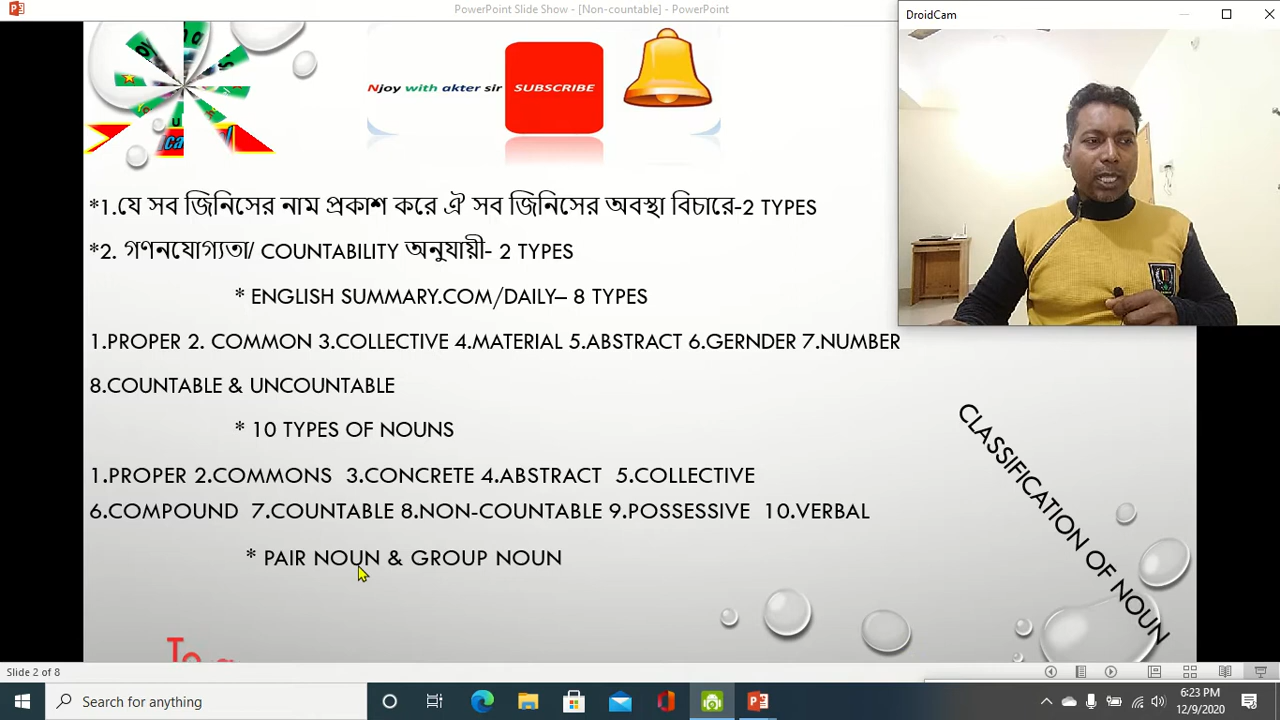 PowerPoint Slide Show - [Non-countable] - PowerPoint
DroidCam
Njoy with akter sir
SUBSCRIBE
*1.যে সব জিনিসের নাম প্রকাশ করে ঐ সব জিনিসের অবস্থা বিচারে-2 TYPES
*2. গণনযোগ্যতা/ COUNTABILITY অনুযায়ী- 2 TYPES
* ENGLISH SUMMARY.COM/DAILY– 8 TYPES
1.PROPER 2. COMMON 3.COLLECTIVE 4.MATERIAL 5.ABSTRACT 6.GERNDER 7.NUMBER
8.COUNTABLE & UNCOUNTABLE
* 10 TYPES OF NOUNS
1.PROPER 2.COMMONS 3.CONCRETE 4.ABSTRACT 5.COLLECTIVE
6.COMPOUND 7.COUNTABLE 8.NON-COUNTABLE 9.POSSESSIVE 10.VERBAL
* PAIR NOUN & GROUP NOUN
CLASSIFICATION OF NOUN
Slide 2 of 8
Search for anything
6:23 PM
12/9/2020